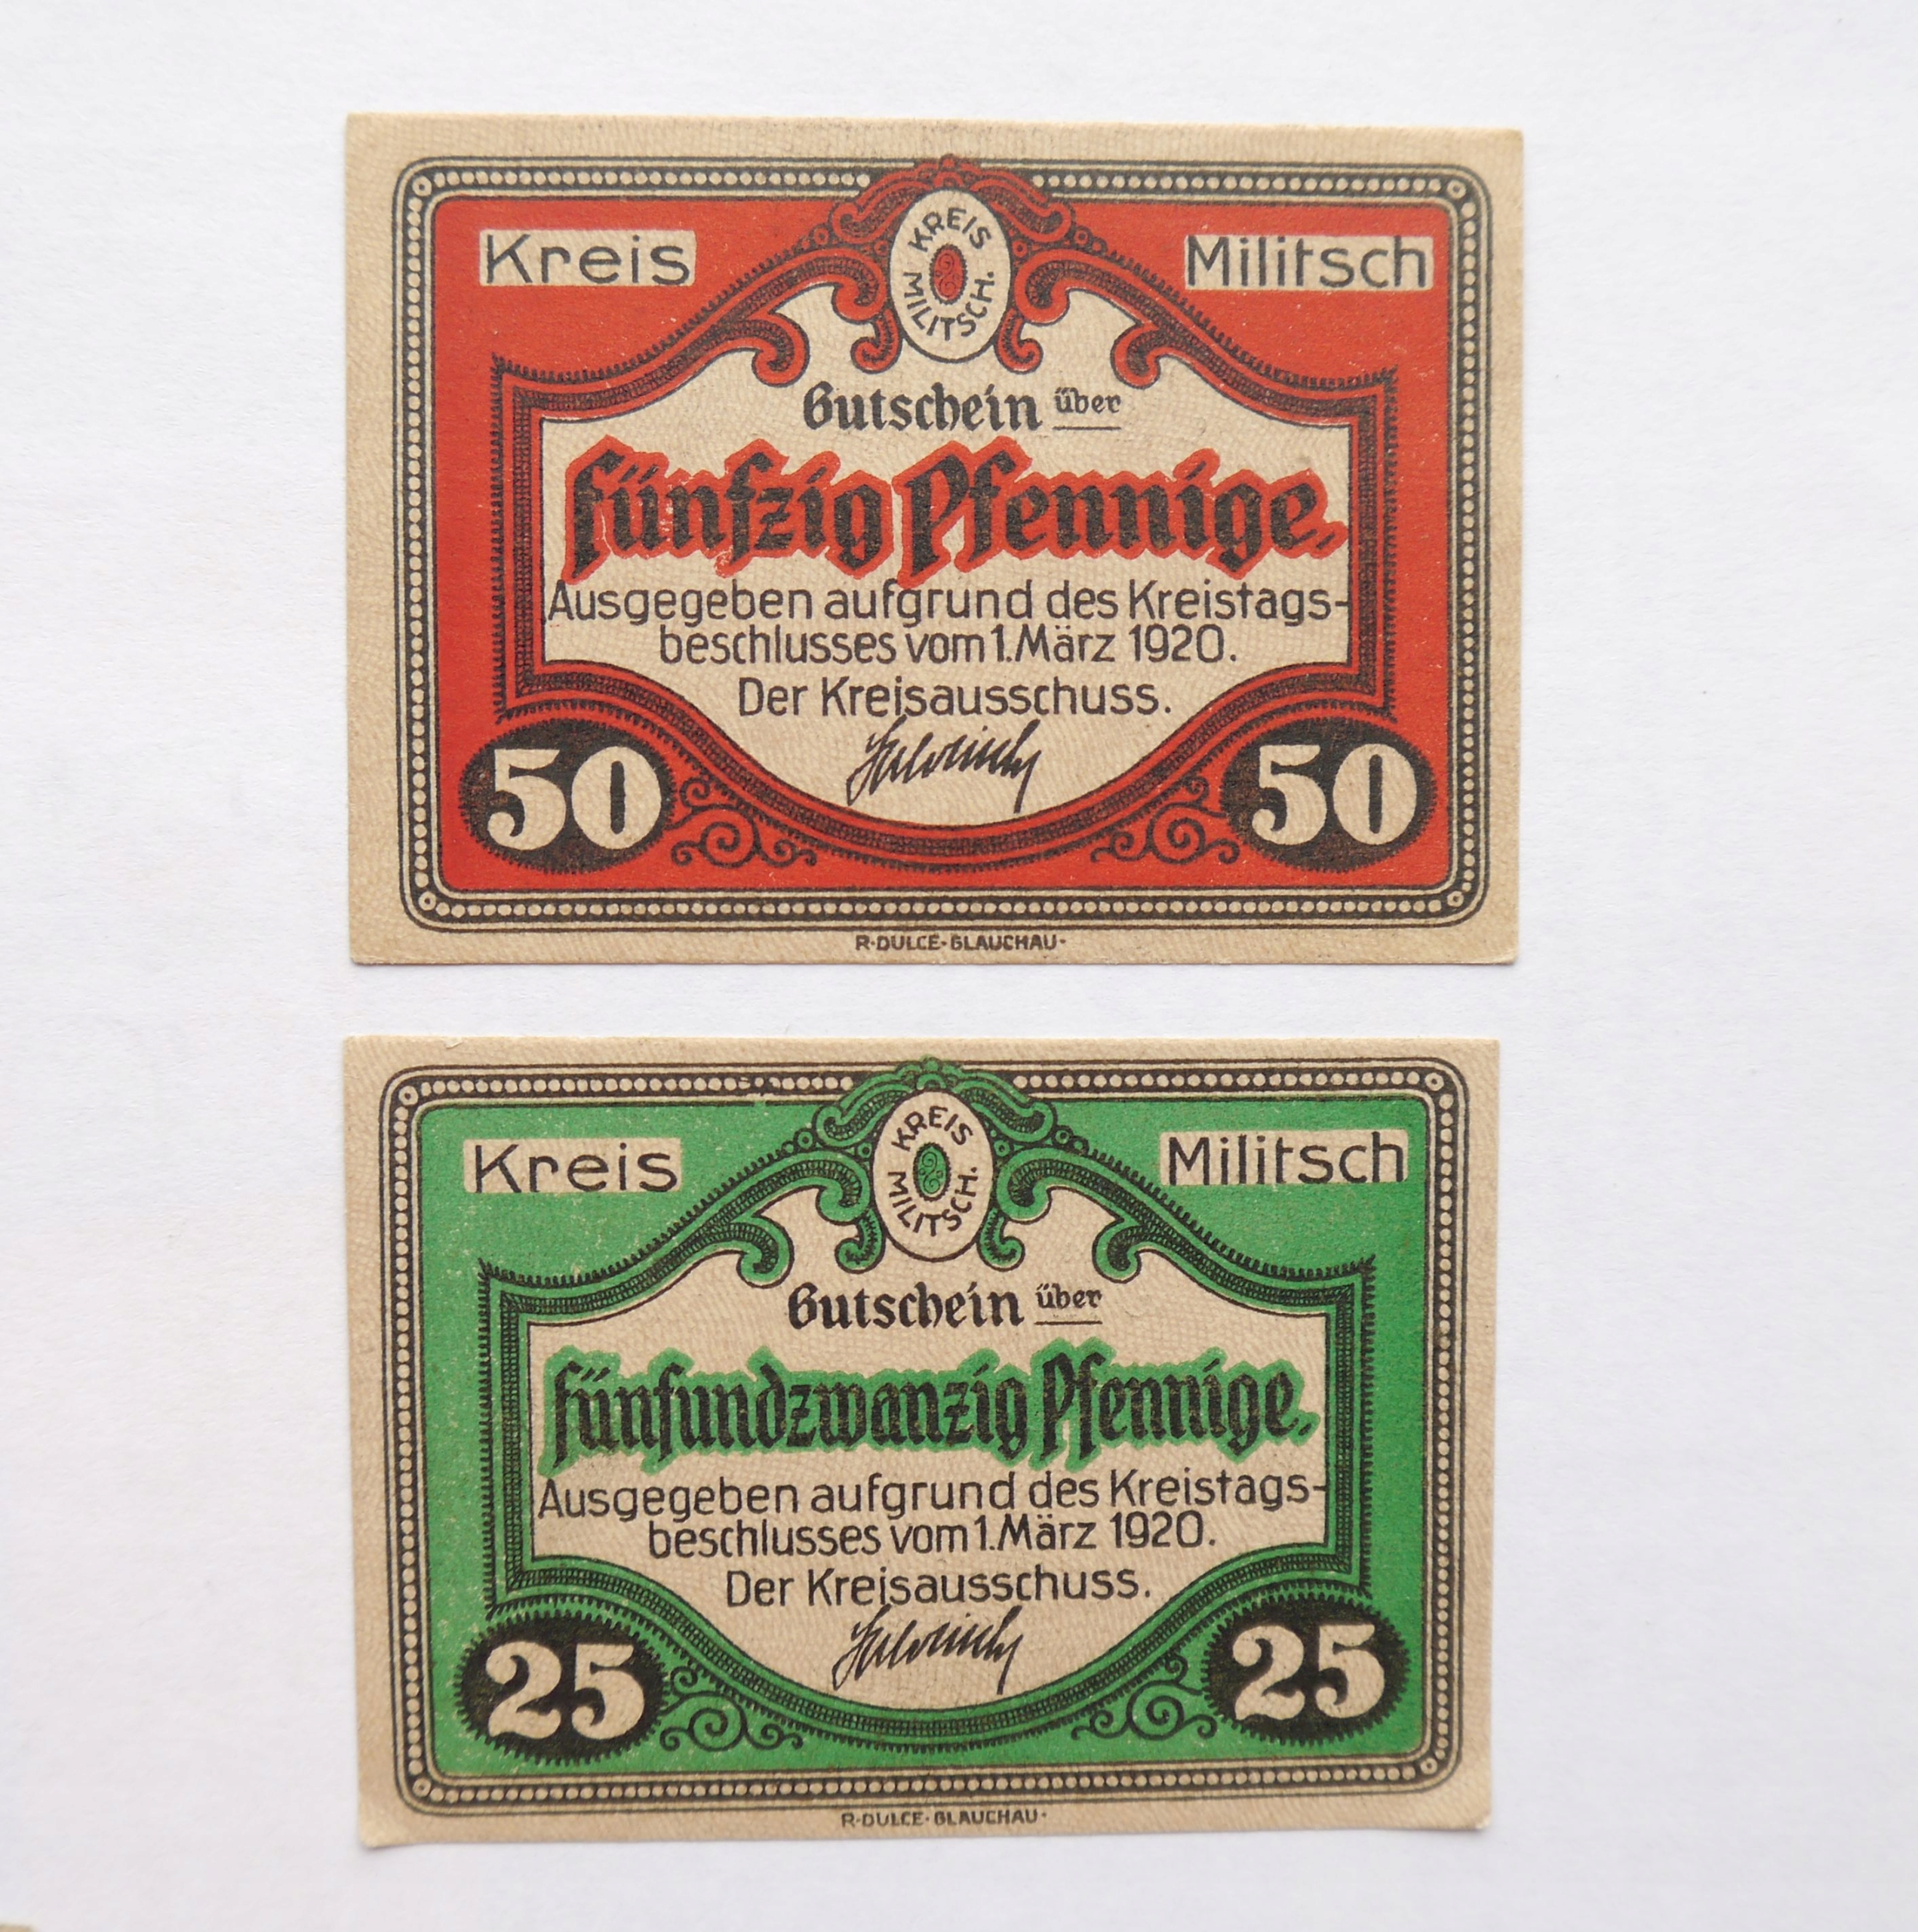 Kreis Militsch
KREIS
MILITSCH.
Gutschein über
fünfzig Pfennige.
Ausgegeben aufgrund des Kreistags-
beschlusses vom 1. März 1920.
Der Kreisausschuss.
50 50
R·DULCE·GLAUCHAU·
Kreis Militsch
KREIS
MILITSCH.
Gutschein über
fünfundzwanzig Pfennige.
Ausgegeben aufgrund des Kreistags-
beschlusses vom 1. März 1920.
Der Kreisausschuss.
25 25
R·DULCE·GLAUCHAU·